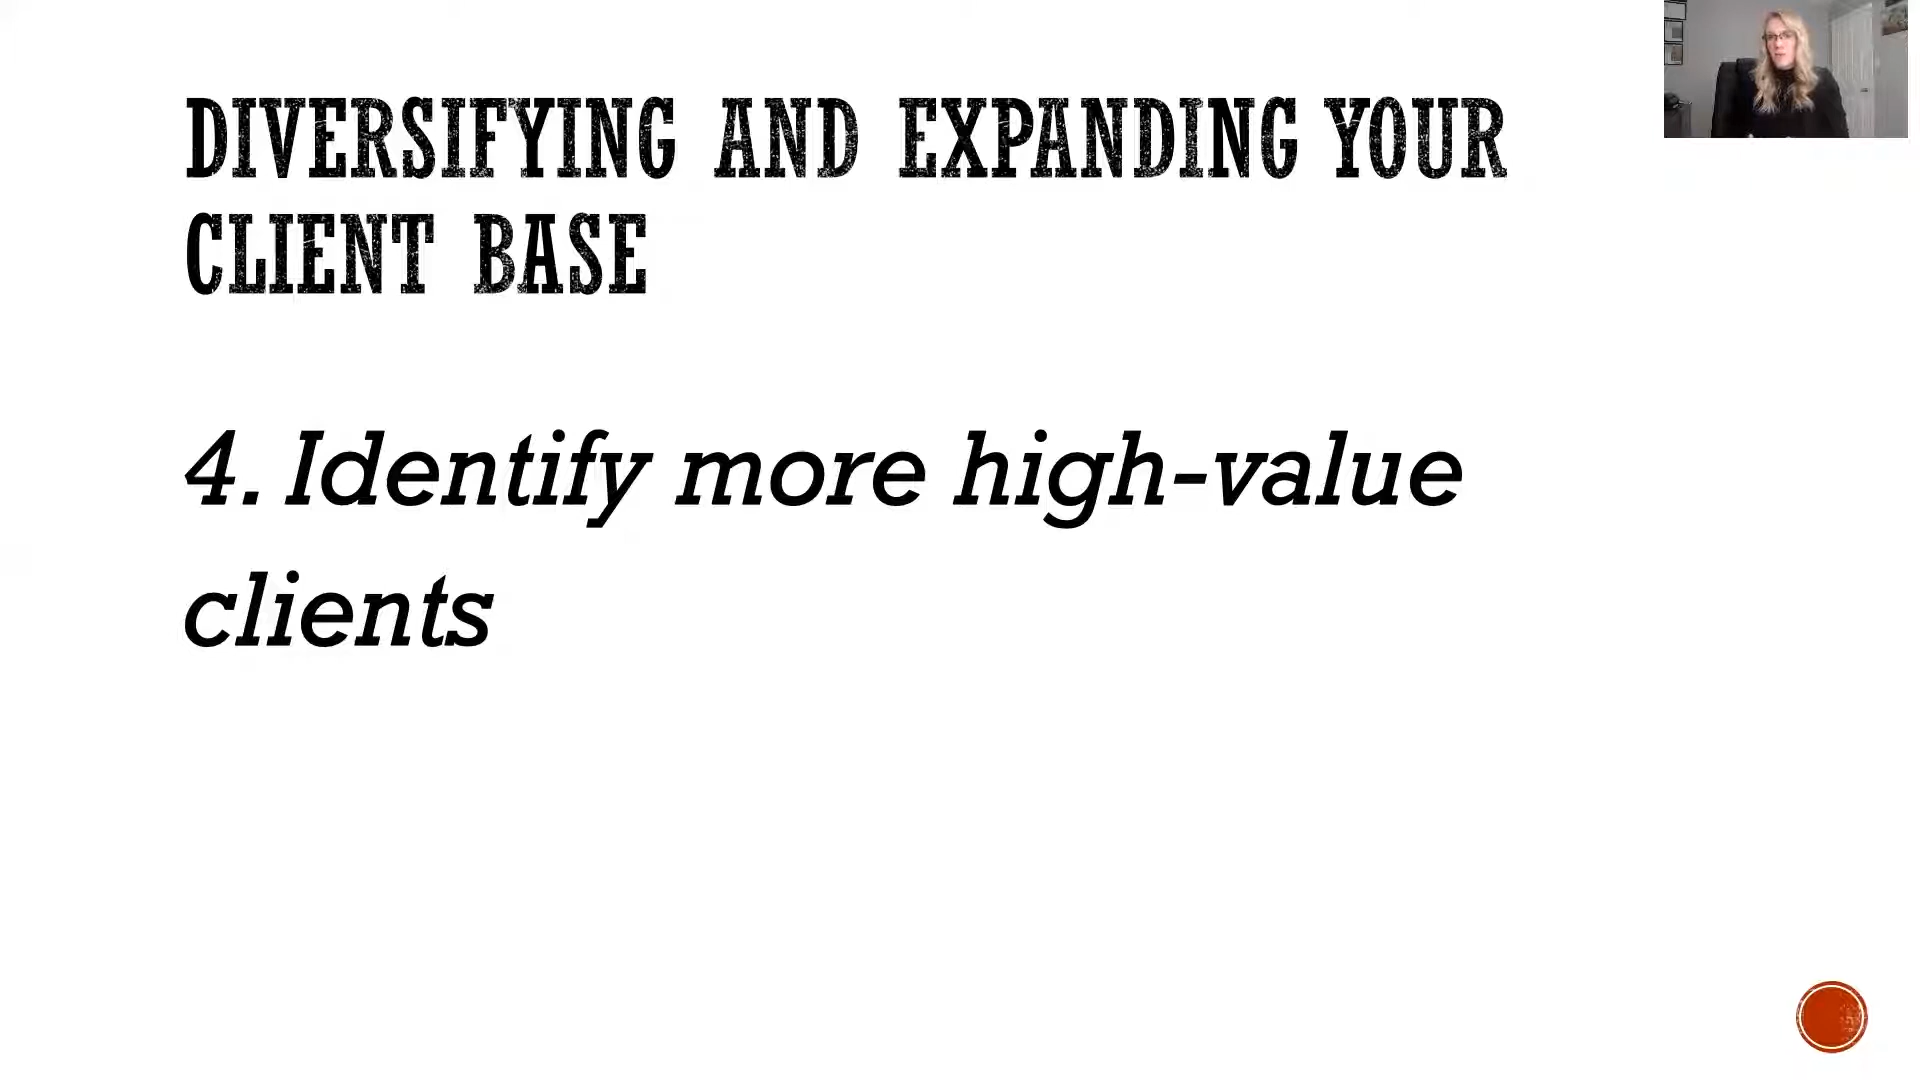 DIVERSIFYING AND EXPANDING YOUR
CLIENT BASE
4. Identify more high-value
clients